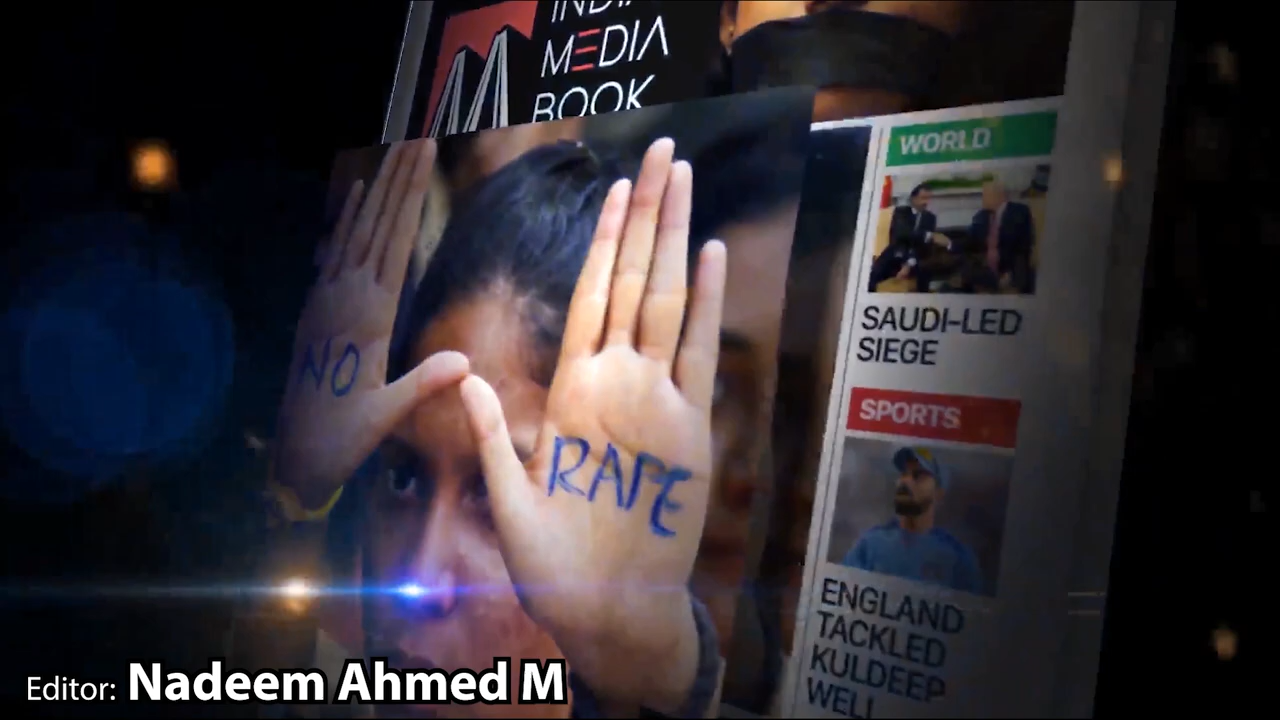 INDIA
MEDIA
BOOK
NO
RAPE
WORLD
SAUDI-LED
SIEGE
SPORTS
ENGLAND
TACKLED
KULDEEP
WELL
Editor: Nadeem Ahmed M